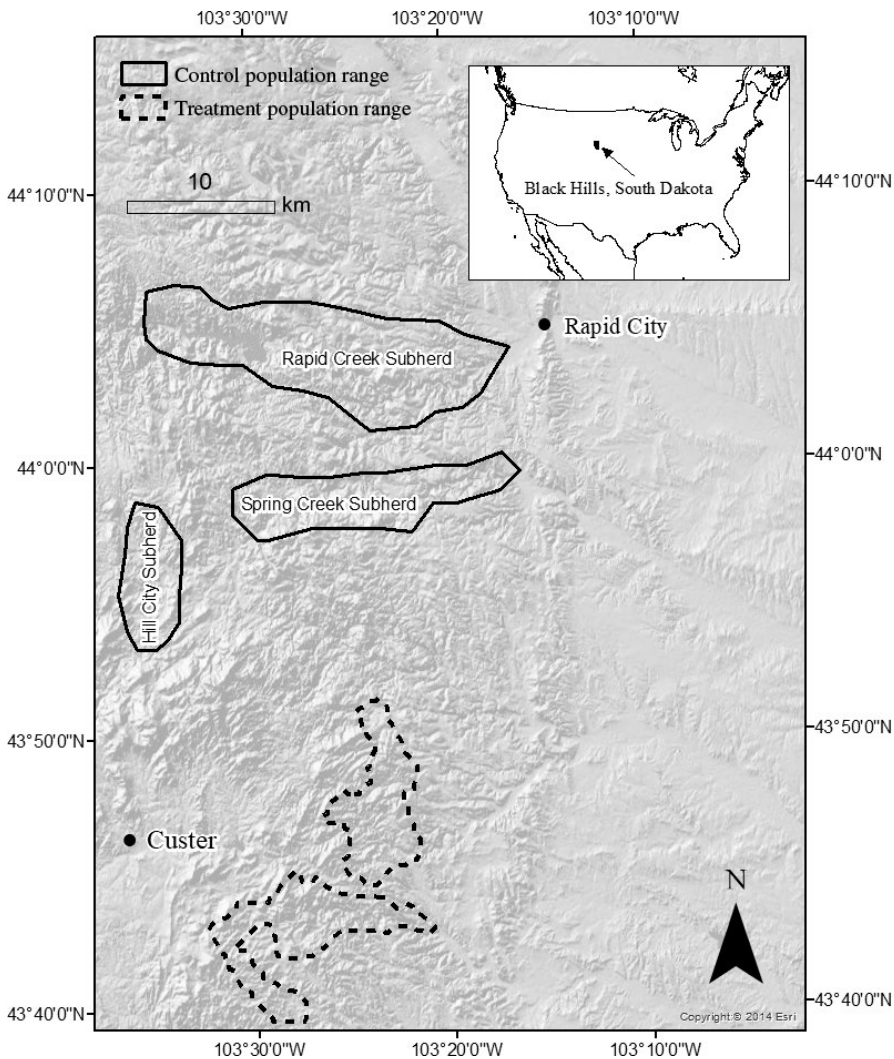 103°30'0"W 103°20'0"W 103°10'0"W
Control population range
Treatment population range
Black Hills, South Dakota
44°10'0"N 44°10'0"N
10
km
Rapid City
Rapid Creek Subherd
44°0'0"N 44°0'0"N
Spring Creek Subherd
Hill City Subherd
43°50'0"N 43°50'0"N
Custer
N
43°40'0"N 43°40'0"N
Copyright:© 2014 Esri
103°30'0"W 103°20'0"W 103°10'0"W